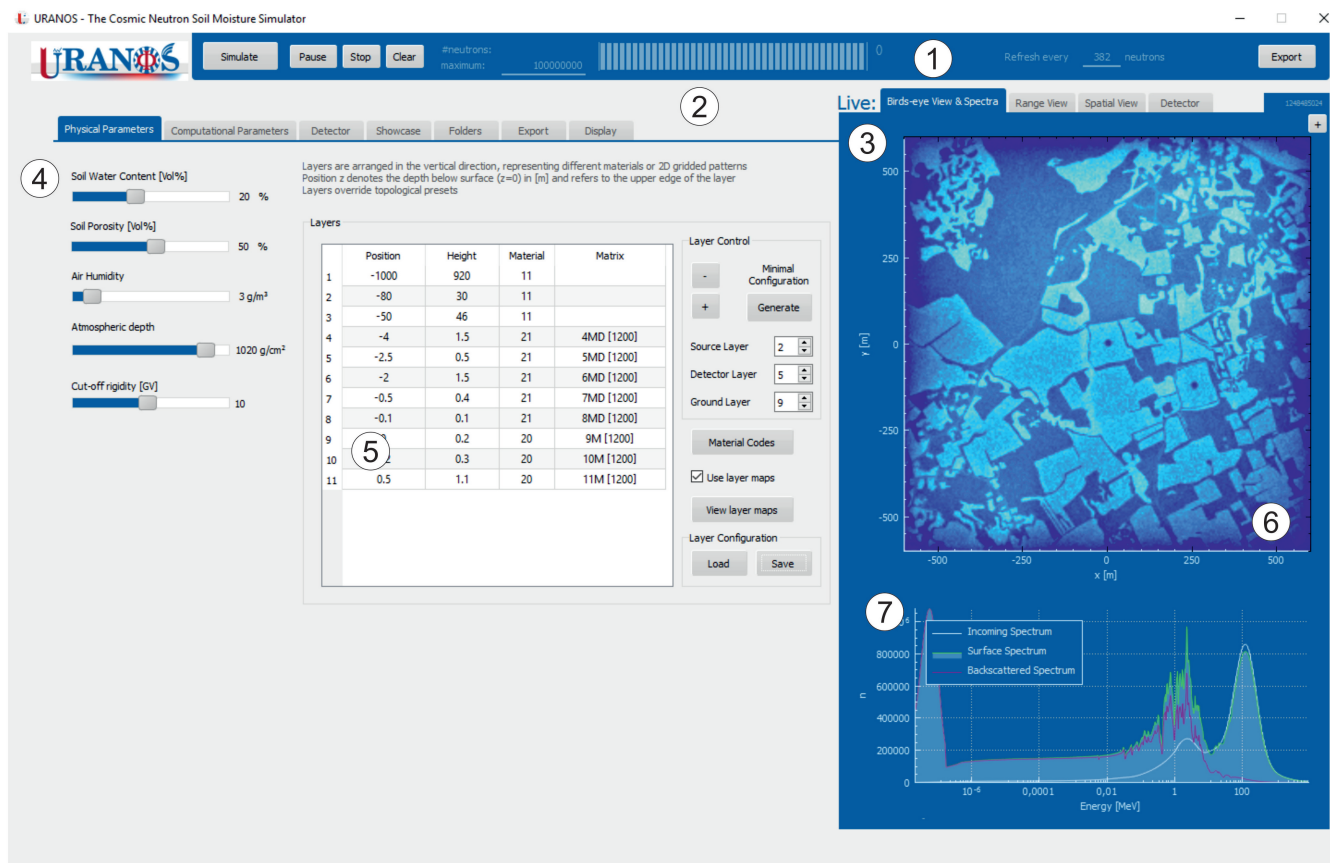 URANOS - The Cosmic Neutron Soil Moisture Simulator
URANOS
Simulate
Pause
Stop
Clear
#neutrons:
maximum: 100000000
0
1
Refresh every 382 neutrons
Export
2
Live:
Birds-eye View & Spectra
Range View
Spatial View
Detector
1248485024
+
Physical Parameters
Computational Parameters
Detector
Showcase
Folders
Export
Display
3
4
Soil Water Content [Vol%]
20 %
Soil Porosity [Vol%]
50 %
Air Humidity
3 g/m³
Atmospheric depth
1020 g/cm²
Cut-off rigidity [GV]
10
Layers are arranged in the vertical direction, representing different materials or 2D gridded patterns
Position z denotes the depth below surface (z=0) in [m] and refers to the upper edge of the layer
Layers override topological presets
Layers
Position Height Material Matrix
1 -1000 920 11
2 -80 30 11
3 -50 46 11
4 -4 1.5 21 4MD [1200]
5 -2.5 0.5 21 5MD [1200]
6 -2 1.5 21 6MD [1200]
7 -0.5 0.4 21 7MD [1200]
8 -0.1 0.1 21 8MD [1200]
9 0.2 20 9M [1200]
10 0.3 20 10M [1200]
11 0.5 1.1 20 11M [1200]
5
Layer Control
-
Minimal
Configuration
+
Generate
Source Layer 2
Detector Layer 5
Ground Layer 9
Material Codes
Use layer maps
View layer maps
Layer Configuration
Load
Save
y [m]
500
250
0
-250
-500
6
-500 -250 0 250 500
x [m]
7
Incoming Spectrum
Surface Spectrum
Backscattered Spectrum
n
800000
600000
400000
200000
0
10⁻⁶ 0,0001 0,01 1 100
Energy [MeV]